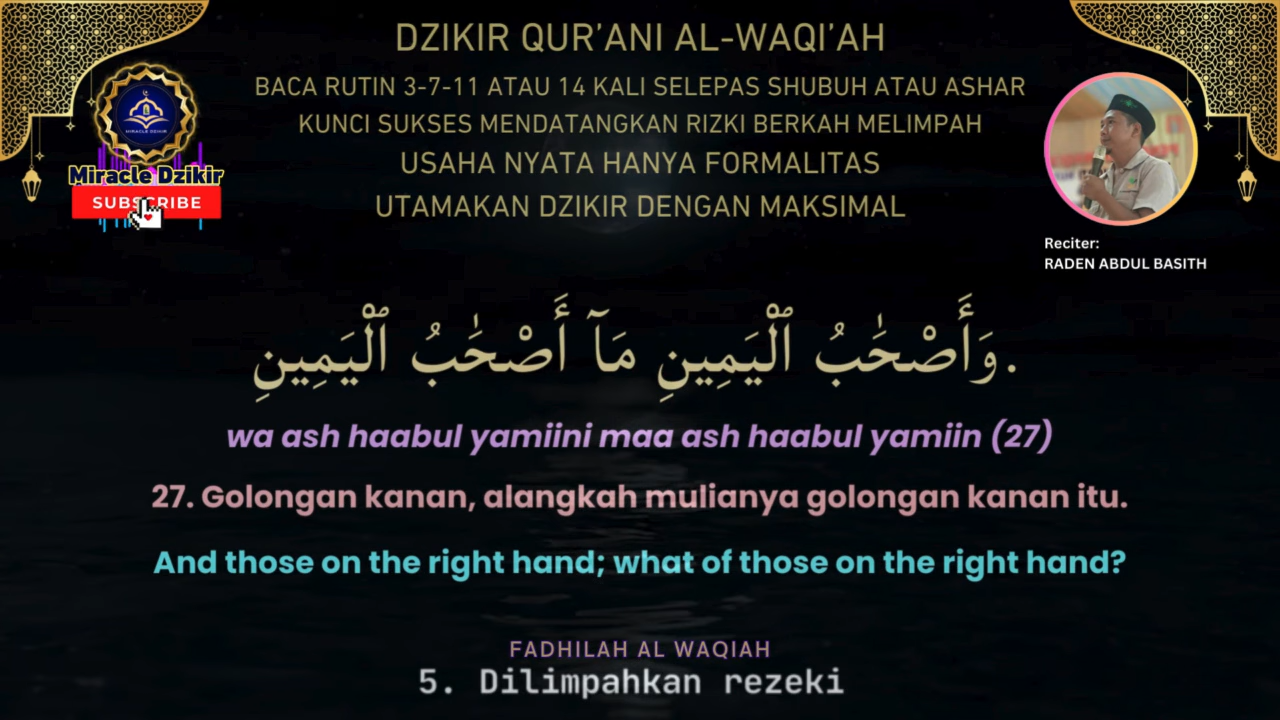 DZIKIR QUR'ANI AL-WAQI'AH
BACA RUTIN 3-7-11 ATAU 14 KALI SELEPAS SHUBUH ATAU ASHAR
KUNCI SUKSES MENDATANGKAN RIZKI BERKAH MELIMPAH
USAHA NYATA HANYA FORMALITAS
UTAMAKAN DZIKIR DENGAN MAKSIMAL
MIRACLE DZIKIR
Miracle Dzikir
SUBSCRIBE
Reciter:
RADEN ABDUL BASITH
وَأَصْحَٰبُ ٱلْيَمِينِ مَآ أَصْحَٰبُ ٱلْيَمِينِ.
wa ash haabul yamiini maa ash haabul yamiin (27)
27. Golongan kanan, alangkah mulianya golongan kanan itu.
And those on the right hand; what of those on the right hand?
FADHILAH AL WAQIAH
5. Dilimpahkan rezeki